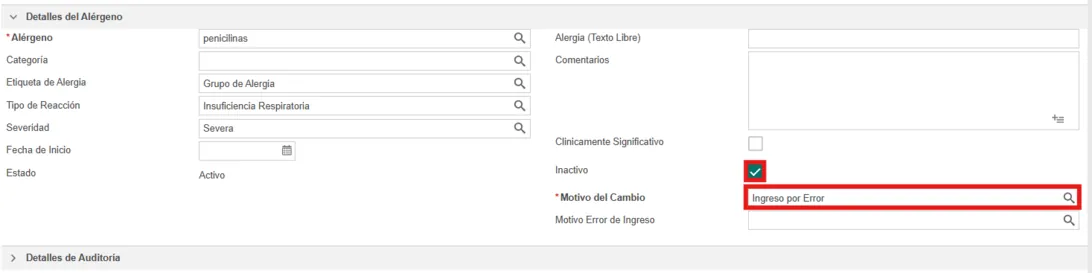 Detalles del Alérgeno
*Alérgeno penicilinas Alergia (Texto Libre)
Categoría Comentarios
Etiqueta de Alergia Grupo de Alergia
Tipo de Reacción Insuficiencia Respiratoria
Severidad Severa
Clinicamente Significativo
Fecha de Inicio
Inactivo
Estado Activo
*Motivo del Cambio Ingreso por Error
Motivo Error de Ingreso
Detalles de Auditoria